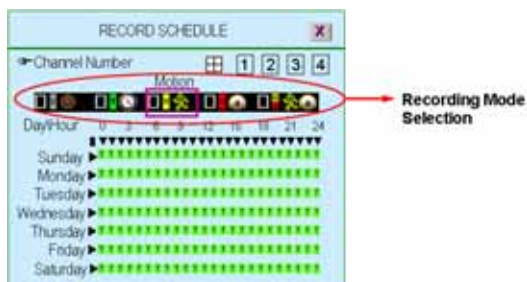 RECORD SCHEDULE X
Channel Number 1 2 3 4
Motion
Recording Mode
Selection
Day/Hour 0 3 6 9 12 15 18 21 24
Sunday
Monday
Tuesday
Wednesday
Thursday
Friday
Saturday